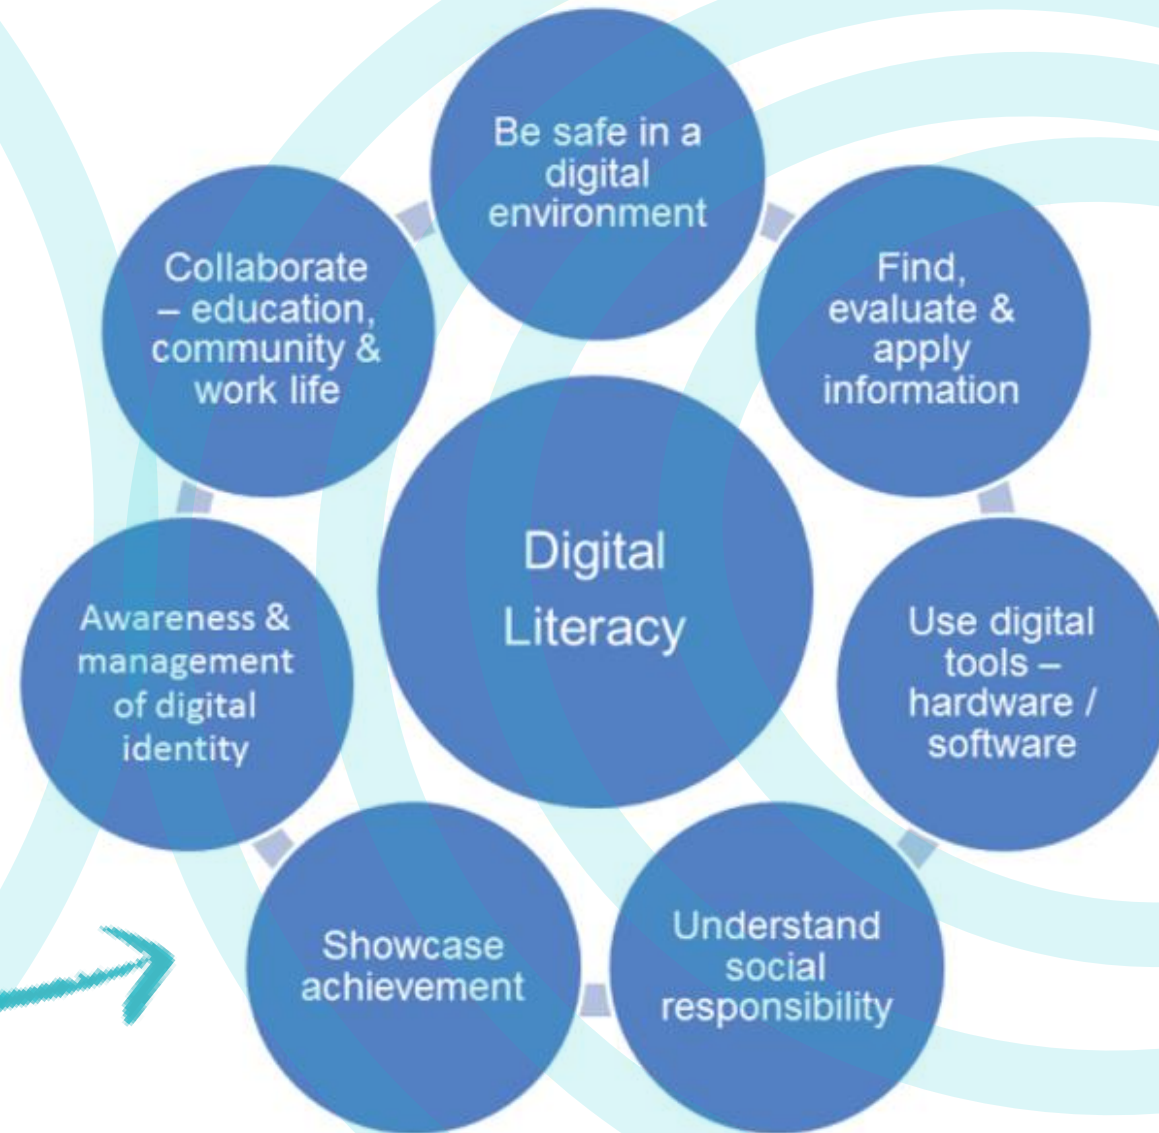 Be safe in a
digital
environment
Find,
evaluate &
apply
information
Use digital
tools –
hardware /
software
Understand
social
responsibility
Showcase
achievement
Awareness &
management
of digital
identity
Collaborate
– education,
community &
work life
Digital
Literacy